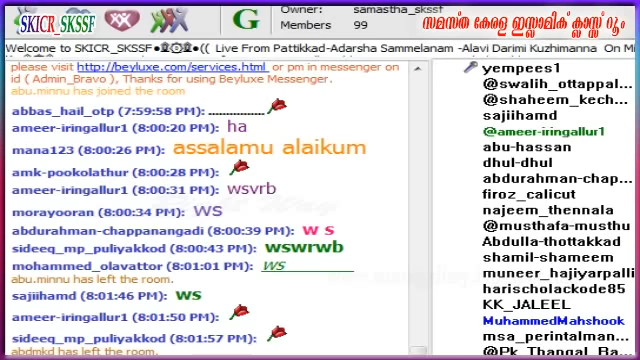 SKICR_SKSSF
G
Owner: samastha_skssf
Members 99
സമസ്ത കേരള ഇസ്ലാമിക് ക്ലാസ്സ് റൂം
Welcome to SKICR_SKSSF Live From Pattikkad-Adarsha Sammelanam -Alavi Darimi Kuzhimanna On Mi
please visit http://beyluxe.com/services.html or pm in messenger on
id ( Admin_Bravo ), Thanks for using Beyluxe Messenger.
abu.minnu has joined the room
abbas_hail_otp (7:59:58 PM): .................
ameer-iringallur1 (8:00:20 PM): ha
mana123 (8:00:26 PM): assalamu alaikum
amk-pookolathur (8:00:28 PM):
ameer-iringallur1 (8:00:31 PM): wsvrb
morayooran (8:00:34 PM): ws
abdurahman-chappanangadi (8:00:39 PM): w s
sideeq_mp_puliyakkod (8:00:43 PM): wswrwb
mohammed_olavattor (8:01:01 PM): ws
abu.minnu has left the room.
sajiihamd (8:01:46 PM): ws
ameer-iringallur1 (8:01:50 PM):
sideeq_mp_puliyakkod (8:01:57 PM):
abdmkd has left the room.
yempees1
@swalih_ottappal...
@shaheem_kech...
sajiihamd
@ameer-iringallur1
abu-hassan
dhul-dhul
abdurahman-cha...
firoz_calicut
najeem_thennala
@musthafa-musthu
Abdulla-thottakkad
shamil-shameem
muneer_hajiyarpalli
harischolackode85
KK_JALEEL
MuhammedMahshook
msa_perintalman...
@Pk_Thangal_Ba...